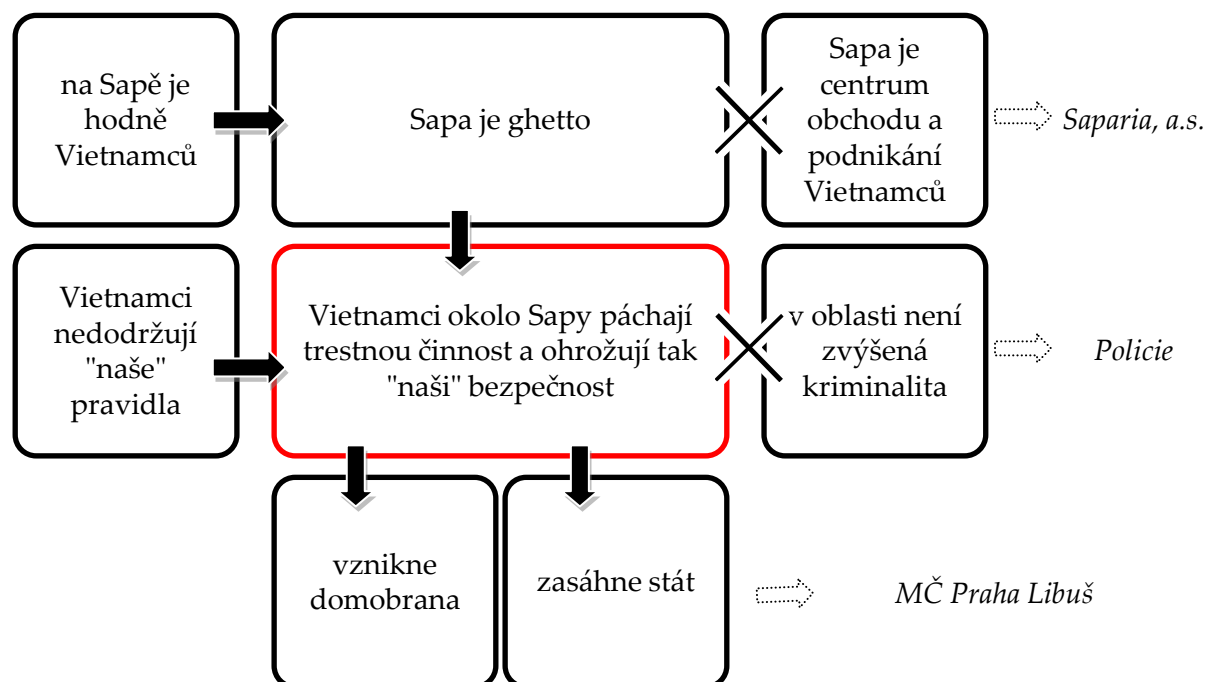 na Sapě je
hodně
Vietnamců
Sapa je ghetto
Sapa je
centrum
obchodu a
podnikání
Vietnamců
Saparia, a.s.
Vietnamci
nedodržují
"naše"
pravidla
Vietnamci okolo Sapy páchají
trestnou činnost a ohrožují tak
"naši" bezpečnost
v oblasti není
zvýšená
kriminalita
Policie
vznikne
domobrana
zasáhne stát
MČ Praha Libuš